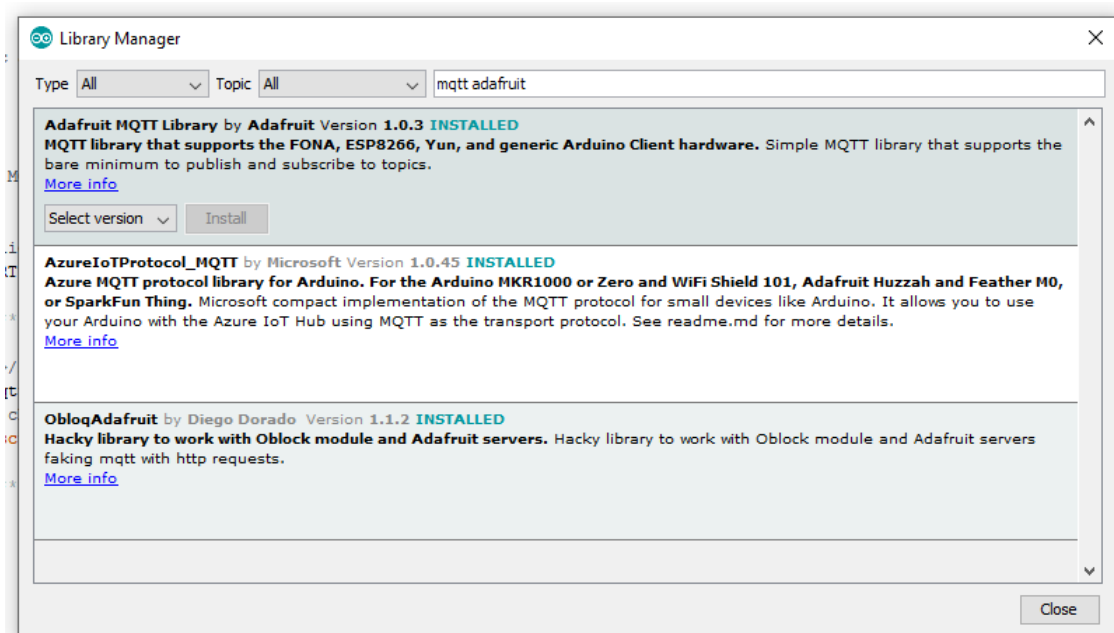 Library Manager
Type All Topic All mqtt adafruit
Adafruit MQTT Library by Adafruit Version 1.0.3 INSTALLED
MQTT library that supports the FONA, ESP8266, Yun, and generic Arduino Client hardware. Simple MQTT library that supports the
bare minimum to publish and subscribe to topics.
More info
Select version Install
AzureIoTProtocol_MQTT by Microsoft Version 1.0.45 INSTALLED
Azure MQTT protocol library for Arduino. For the Arduino MKR1000 or Zero and WiFi Shield 101, Adafruit Huzzah and Feather M0,
or SparkFun Thing. Microsoft compact implementation of the MQTT protocol for small devices like Arduino. It allows you to use
your Arduino with the Azure IoT Hub using MQTT as the transport protocol. See readme.md for more details.
More info
ObloqAdafruit by Diego Dorado Version 1.1.2 INSTALLED
Hacky library to work with Oblock module and Adafruit servers. Hacky library to work with Oblock module and Adafruit servers
faking mqtt with http requests.
More info
Close